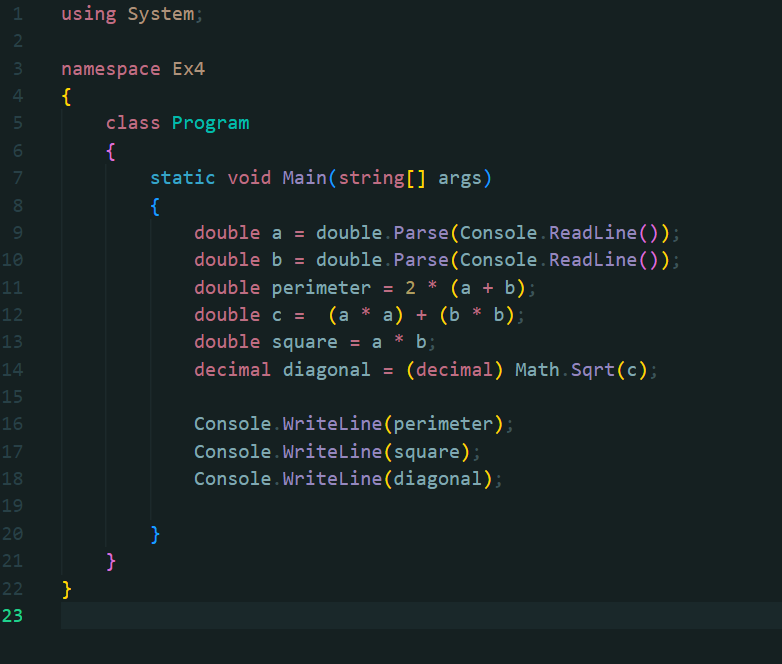 1 using System;
2
3 namespace Ex4
4 {
5     class Program
6     {
7         static void Main(string[] args)
8         {
9             double a = double.Parse(Console.ReadLine());
10             double b = double.Parse(Console.ReadLine());
11             double perimeter = 2 * (a + b);
12             double c =  (a * a) + (b * b);
13             double square = a * b;
14             decimal diagonal = (decimal) Math.Sqrt(c);
15
16             Console.WriteLine(perimeter);
17             Console.WriteLine(square);
18             Console.WriteLine(diagonal);
19
20         }
21     }
22 }
23